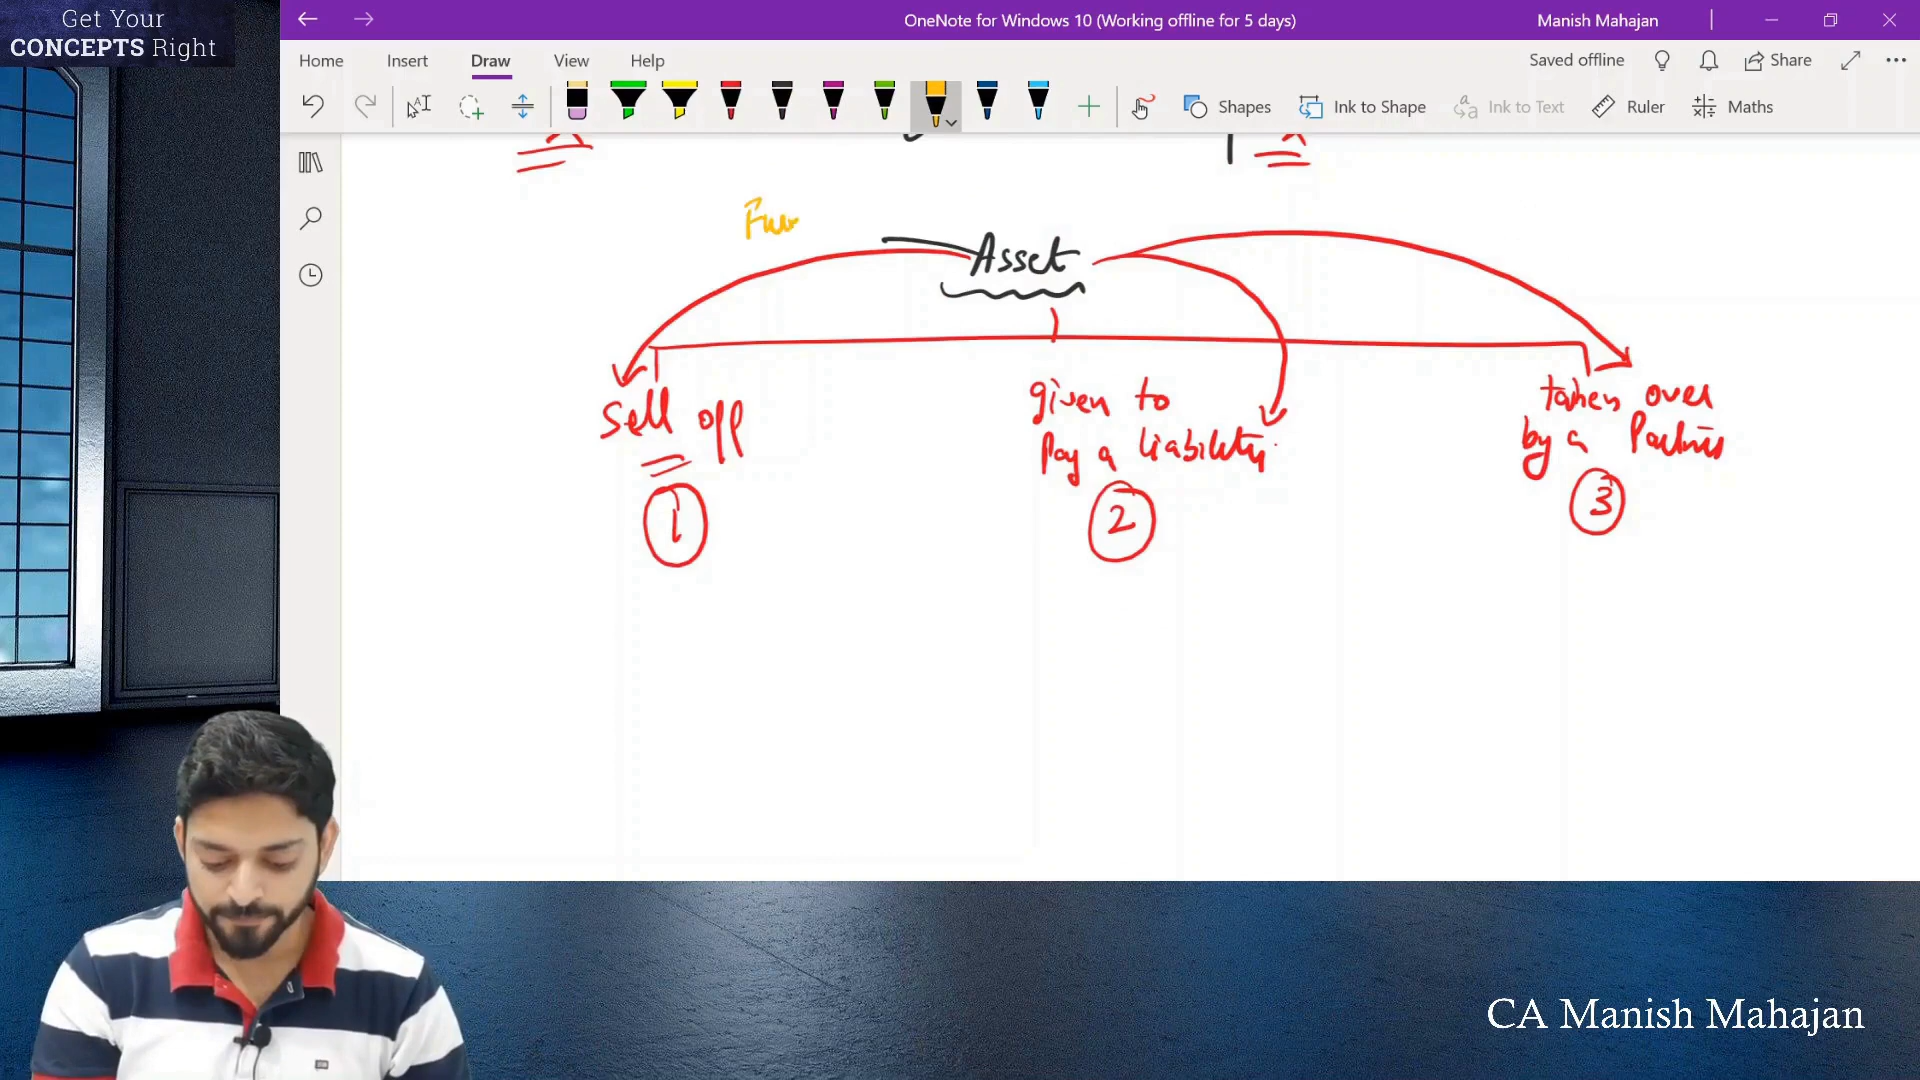 Get Your
CONCEPTS Right
OneNote for Windows 10 (Working offline for 5 days)
Manish Mahajan
Home Insert Draw View Help
Saved offline
Share
Shapes
Ink to Shape
Ink to Text
Ruler
Maths
Asset
Sell off
1
given to
Pay a liability
2
taken over
by a Partner
3
CA Manish Mahajan